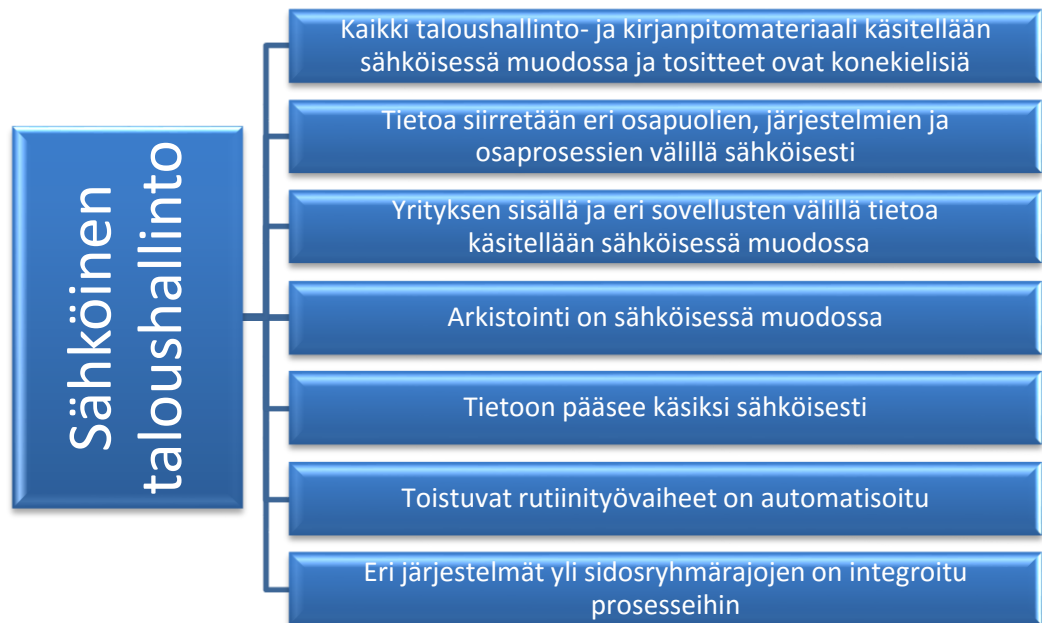 Sähköinen
taloushallinto
Kaikki taloushallinto- ja kirjanpitomateriaali käsitellään
sähköisessä muodossa ja tositteet ovat konekielisiä
Tietoa siirretään eri osapuolien, järjestelmien ja
osaprosessien välillä sähköisesti
Yrityksen sisällä ja eri sovellusten välillä tietoa
käsitellään sähköisessä muodossa
Arkistointi on sähköisessä muodossa
Tietoon pääsee käsiksi sähköisesti
Toistuvat rutiinityövaiheet on automatisoitu
Eri järjestelmät yli sidosryhmärajojen on integroitu
prosesseihin